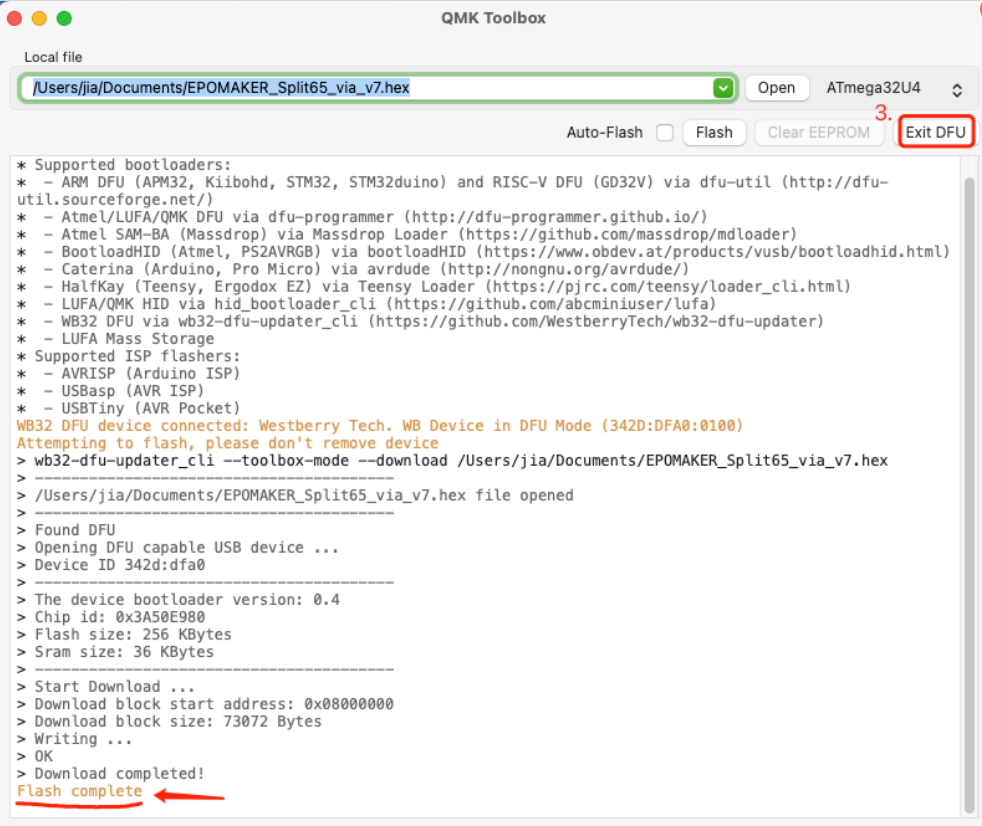 QMK Toolbox
Local file
/Users/jia/Documents/EPOMAKER_Split65_via_v7.hex Open ATmega32U4
3.
Auto-Flash Flash Clear EEPROM Exit DFU
* Supported bootloaders:
*  - ARM DFU (APM32, Kiibohd, STM32, STM32duino) and RISC-V DFU (GD32V) via dfu-util (http://dfu-
util.sourceforge.net/)
*  - Atmel/LUFA/QMK DFU via dfu-programmer (http://dfu-programmer.github.io/)
*  - Atmel SAM-BA (Massdrop) via Massdrop Loader (https://github.com/massdrop/mdloader)
*  - BootloadHID (Atmel, PS2AVRGB) via bootloadHID (https://www.obdev.at/products/vusb/bootloadhid.html)
*  - Caterina (Arduino, Pro Micro) via avrdude (http://nongnu.org/avrdude/)
*  - HalfKay (Teensy, Ergodox EZ) via Teensy Loader (https://pjrc.com/teensy/loader_cli.html)
*  - LUFA/QMK HID via hid_bootloader_cli (https://github.com/abcminiuser/lufa)
*  - WB32 DFU via wb32-dfu-updater_cli (https://github.com/WestberryTech/wb32-dfu-updater)
*  - LUFA Mass Storage
* Supported ISP flashers:
*  - AVRISP (Arduino ISP)
*  - USBasp (AVR ISP)
*  - USBTiny (AVR Pocket)
WB32 DFU device connected: Westberry Tech. WB Device in DFU Mode (342D:DFA0:0100)
Attempting to flash, please don't remove device
> wb32-dfu-updater_cli --toolbox-mode --download /Users/jia/Documents/EPOMAKER_Split65_via_v7.hex
> ----------------------------------------
> /Users/jia/Documents/EPOMAKER_Split65_via_v7.hex file opened
> ----------------------------------------
> Found DFU
> Opening DFU capable USB device ...
> Device ID 342d:dfa0
> ----------------------------------------
> The device bootloader version: 0.4
> Chip id: 0x3A50E980
> Flash size: 256 KBytes
> Sram size: 36 KBytes
> ----------------------------------------
> Start Download ...
> Download block start address: 0x08000000
> Download block size: 73072 Bytes
> Writing ...
> OK
> Download completed!
Flash complete